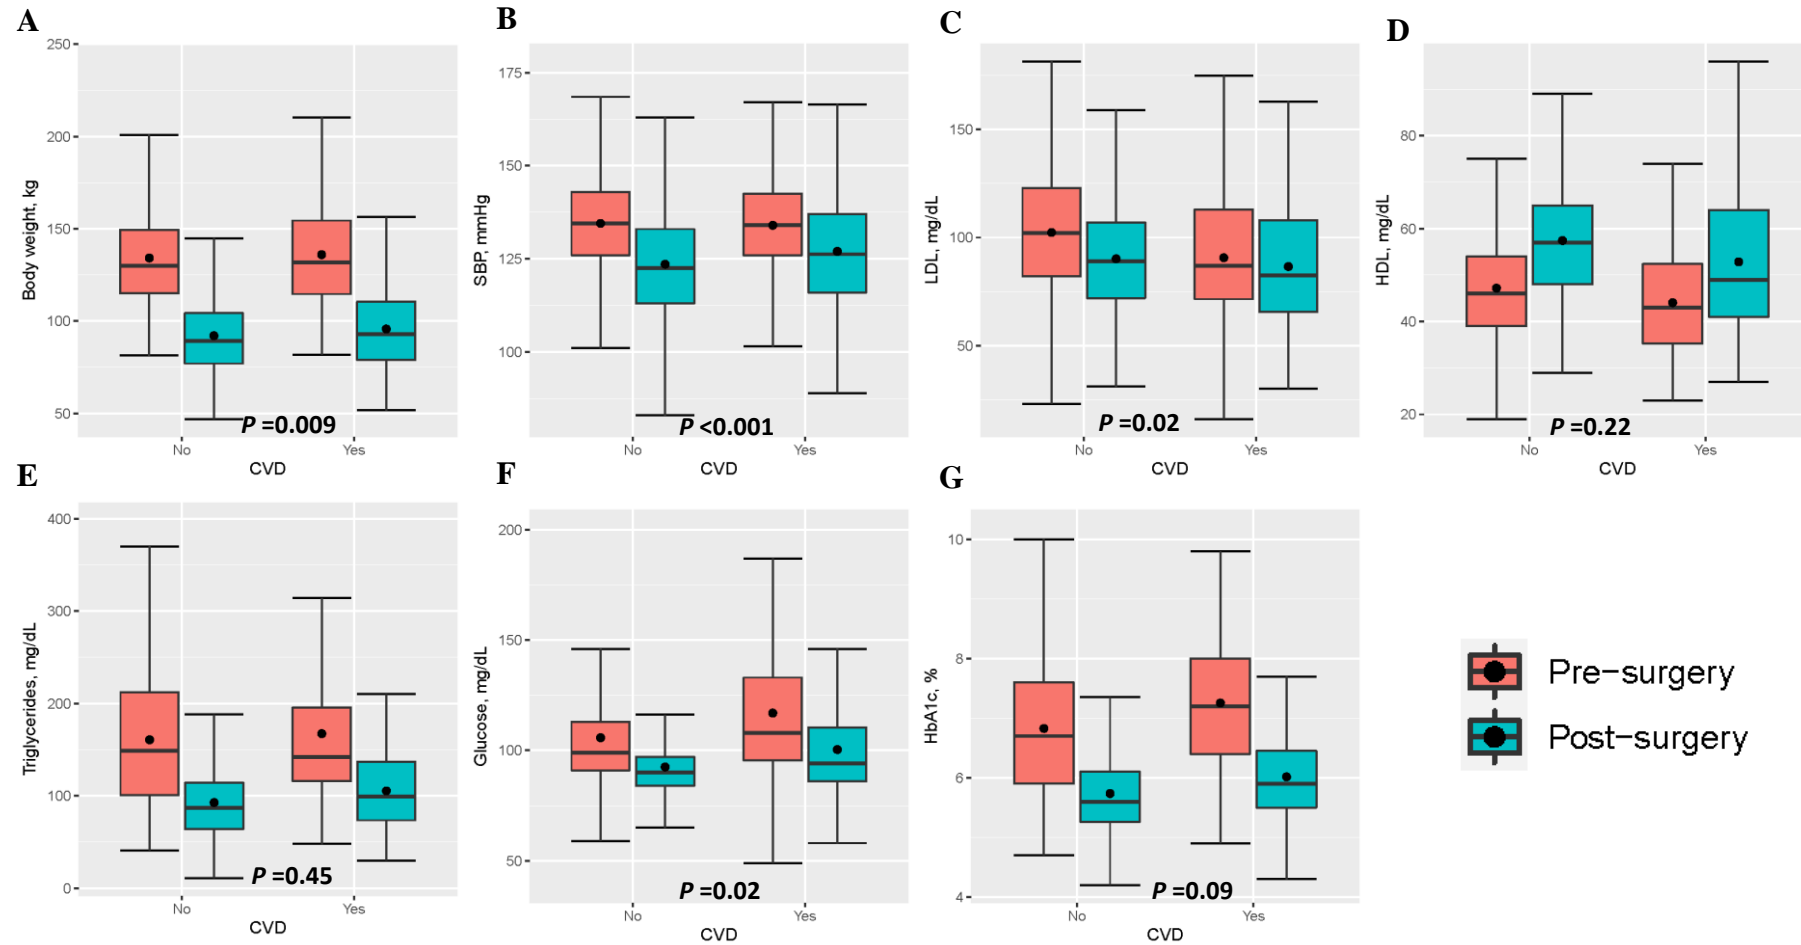 A
Body weight, kg
250
200
150
100
50
P =0.009
No
Yes
CVD
B
SBP, mmHg
175
150
125
100
P <0.001
No
Yes
CVD
C
LDL, mg/dL
150
100
50
P =0.02
No
Yes
CVD
D
HDL, mg/dL
80
60
40
20
P =0.22
No
Yes
CVD
E
Triglycerides, mg/dL
400
300
200
100
0
P =0.45
No
Yes
CVD
F
Glucose, mg/dL
200
150
100
50
P =0.02
No
Yes
CVD
G
HbA1c, %
10
8
6
4
P =0.09
No
Yes
CVD
Pre-surgery
Post-surgery